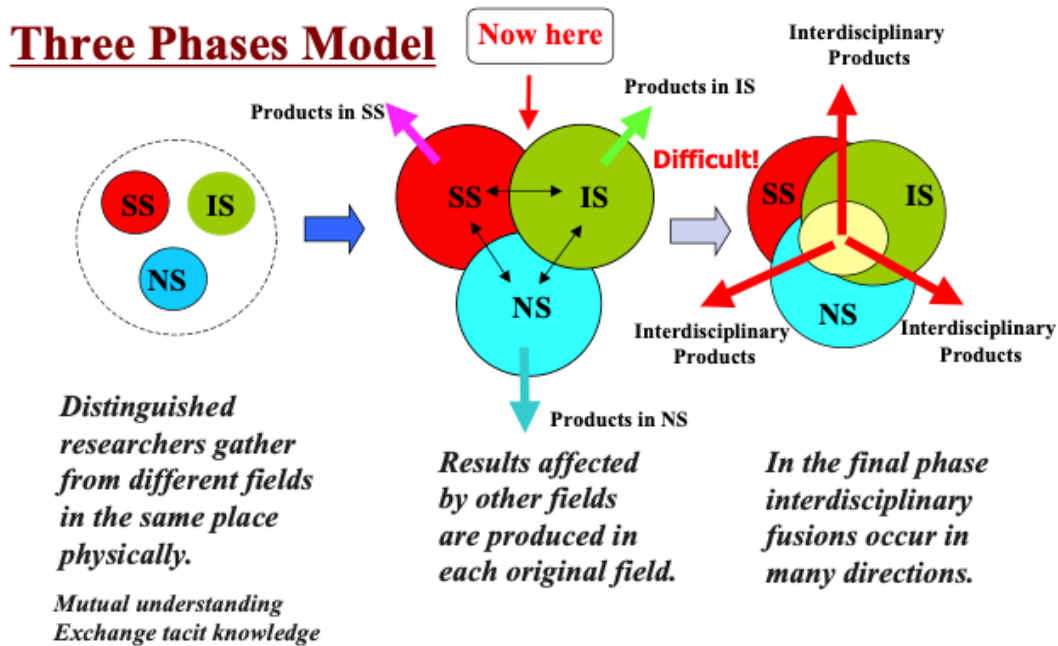 Three Phases Model
Now here
Products in SS
Products in IS
Interdisciplinary
Products
SS
IS
NS
SS
IS
NS
Difficult!
SS
IS
NS
Interdisciplinary
Products
Interdisciplinary
Products
Products in NS
Distinguished
researchers gather
from different fields
in the same place
physically.
Mutual understanding
Exchange tacit knowledge
Results affected
by other fields
are produced in
each original field.
In the final phase
interdisciplinary
fusions occur in
many directions.